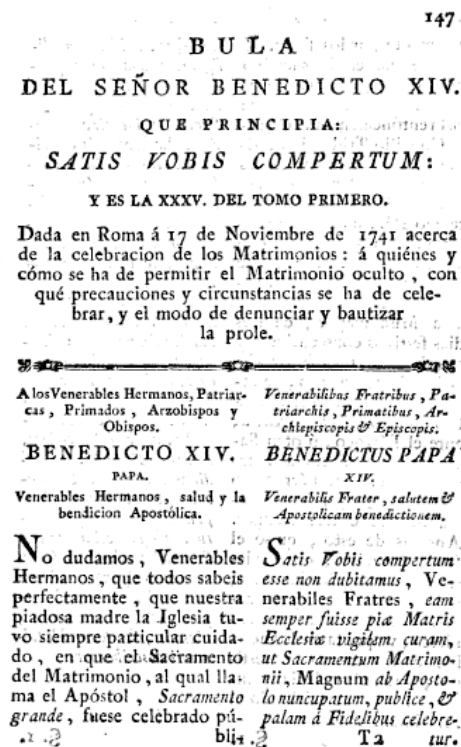 147
BULA
DEL SEÑOR BENEDICTO XIV.
QUE PRINCIPIA:
SATIS VOBIS COMPERTUM:
Y ES LA XXXV. DEL TOMO PRIMERO.
Dada en Roma á 17 de Noviembre de 1741 acerca
de la celebracion de los Matrimonios : á quiénes y
cómo se ha de permitir el Matrimonio oculto , con
qué precauciones y circunstancias se ha de cele-
brar, y el modo de denunciar y bautizar
la prole.
A los Venerables Hermanos, Patriar-
cas , Primados , Arzobispos y
Obispos.
BENEDICTO XIV.
PAPA.
Venerables Hermanos , salud y la
bendicion Apostólica.
No dudamos, Venerables
Hermanos , que todos sabeis
perfectamente , que nuestra
piadosa madre la Iglesia tu-
vo siempre particular cuida-
do , en que el Sacramento
del Matrimonio, al qual lla-
ma el Apóstol , Sacramento
grande, fuese celebrado pú-
bli-
Venerabilibus Fratribus , Pa-
triarchis , Primatibus , Ar-
chiepiscopis & Episcopis.
BENEDICTUS PAPA
XIV.
Venerabilis Frater , salutem &
Apostolicam benedictionem.
Satis Vobis compertum
esse non dubitamus, Ve-
nerabiles Fratres , eam
semper fuisse piæ Matris
Ecclesiæ vigilem curam,
ut Sacramentum Matrimo-
nii, Magnum ab Aposto-
lo nuncupatum, publice, &
palam á Fidelibus celebre-
T2 tur.